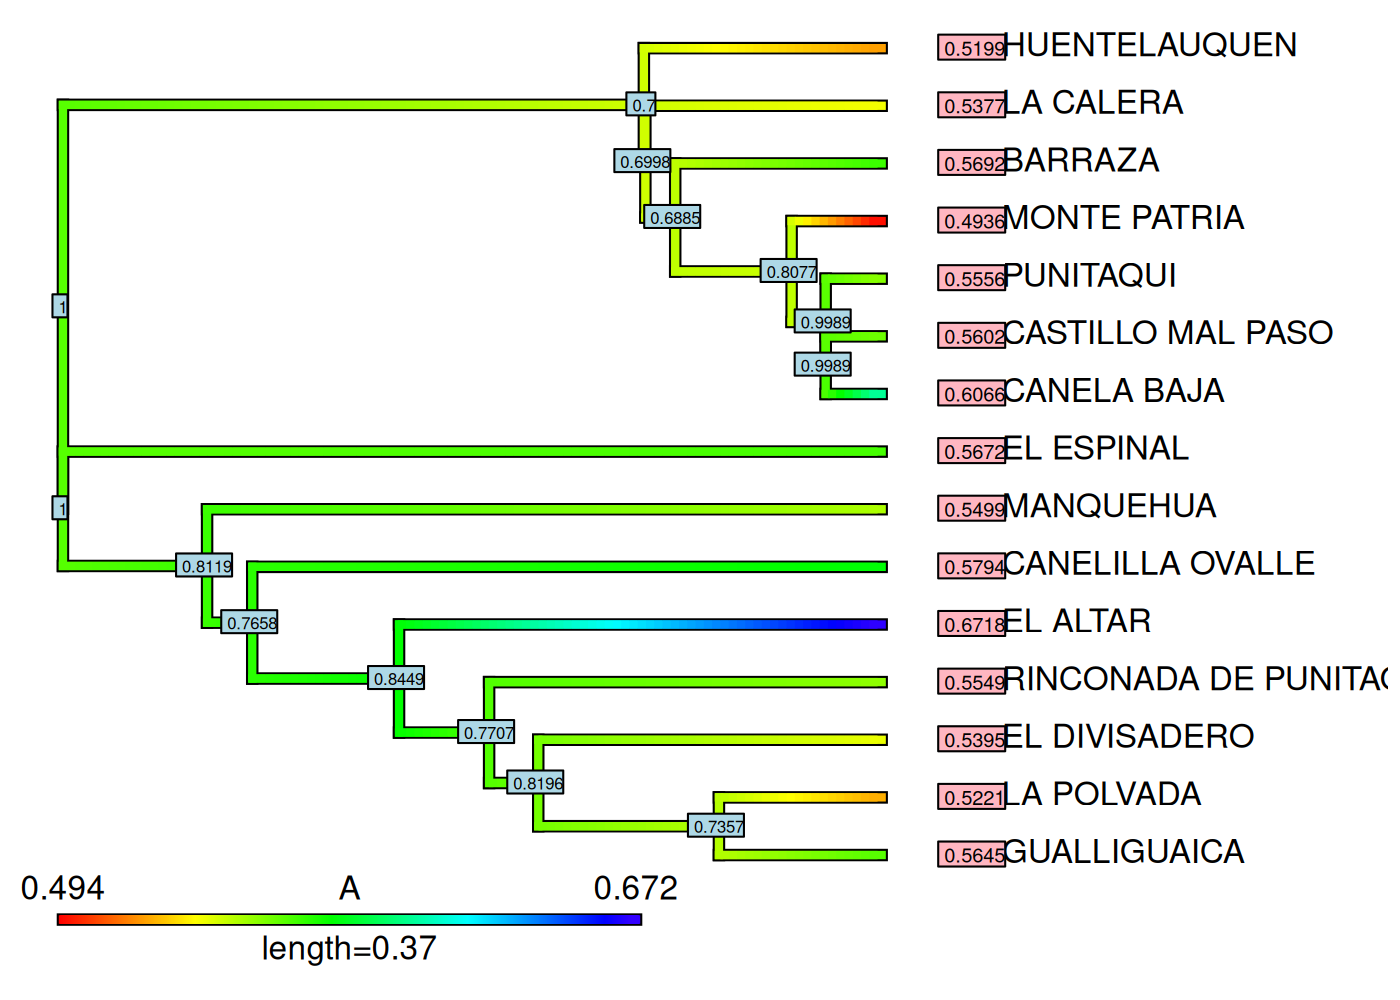 0.5199 HUENTELAUQUEN
0.7
0.5377 LA CALERA
0.6998
0.5692 BARRAZA
0.6885
0.4936 MONTE PATRIA
0.8077
0.5556 PUNITAQUI
1
0.9989
0.5602 CASTILLO MAL PASO
0.9989
0.6066 CANELA BAJA
0.5672 EL ESPINAL
1
0.5499 MANQUEHUA
0.8119
0.5794 CANELILLA OVALLE
0.7658
0.6718 EL ALTAR
0.8449
0.5549 RINCONADA DE PUNITAQ
0.7707
0.5395 EL DIVISADERO
0.8196
0.5221 LA POLVADA
0.7357
0.5645 GUALLIGUAICA
0.494 A 0.672
length=0.37